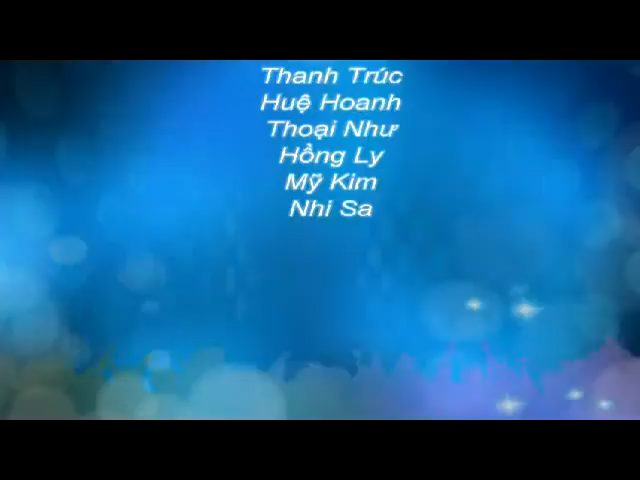 Thanh Trúc
Huệ Hoanh
Thoại Như
Hồng Ly
Mỹ Kim
Nhi Sa